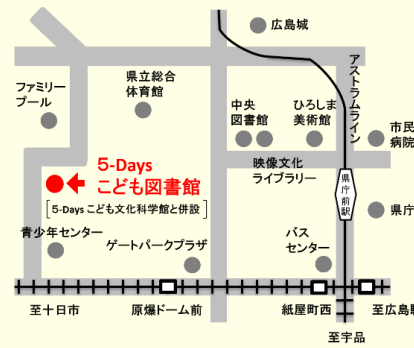 広島城
ファミリー
プール
県立総合
体育館
中央
図書館
ひろしま
美術館
アストラムライン
市民
病院
映像文化
ライブラリー
5-Days
こども図書館
[5-Days こども文化科学館と併設]
県庁前駅
県庁
青少年センター
ゲートパークプラザ
バス
センター
至十日市
原爆ドーム前
紙屋町西
至広島
至宇品